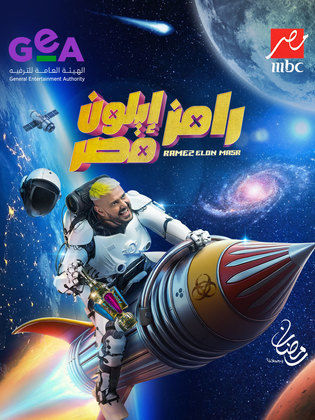 GEA
الهيئة العامة للترفيه
General Entertainment Authority
مصر
mbc
رامز إيلون
مصر
RAMEZ ELON MASR
رمضان